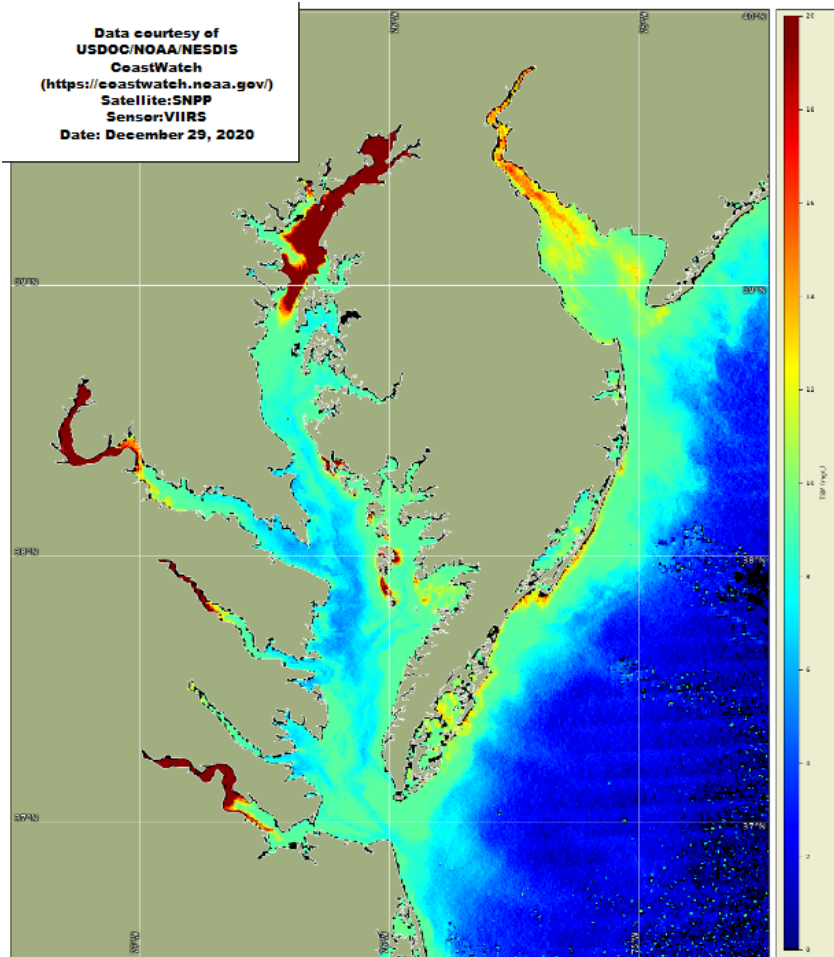 Data courtesy of
USDOC/NOAA/NESDIS
CoastWatch
(https://coastwatch.noaa.gov/)
Satellite:SNPP
Sensor:VIIRS
Date: December 29, 2020
40°N
20
18
16
39°N
39°N
14
12
10
38°N
38°N
8
6
4
37°N
37°N
2
0